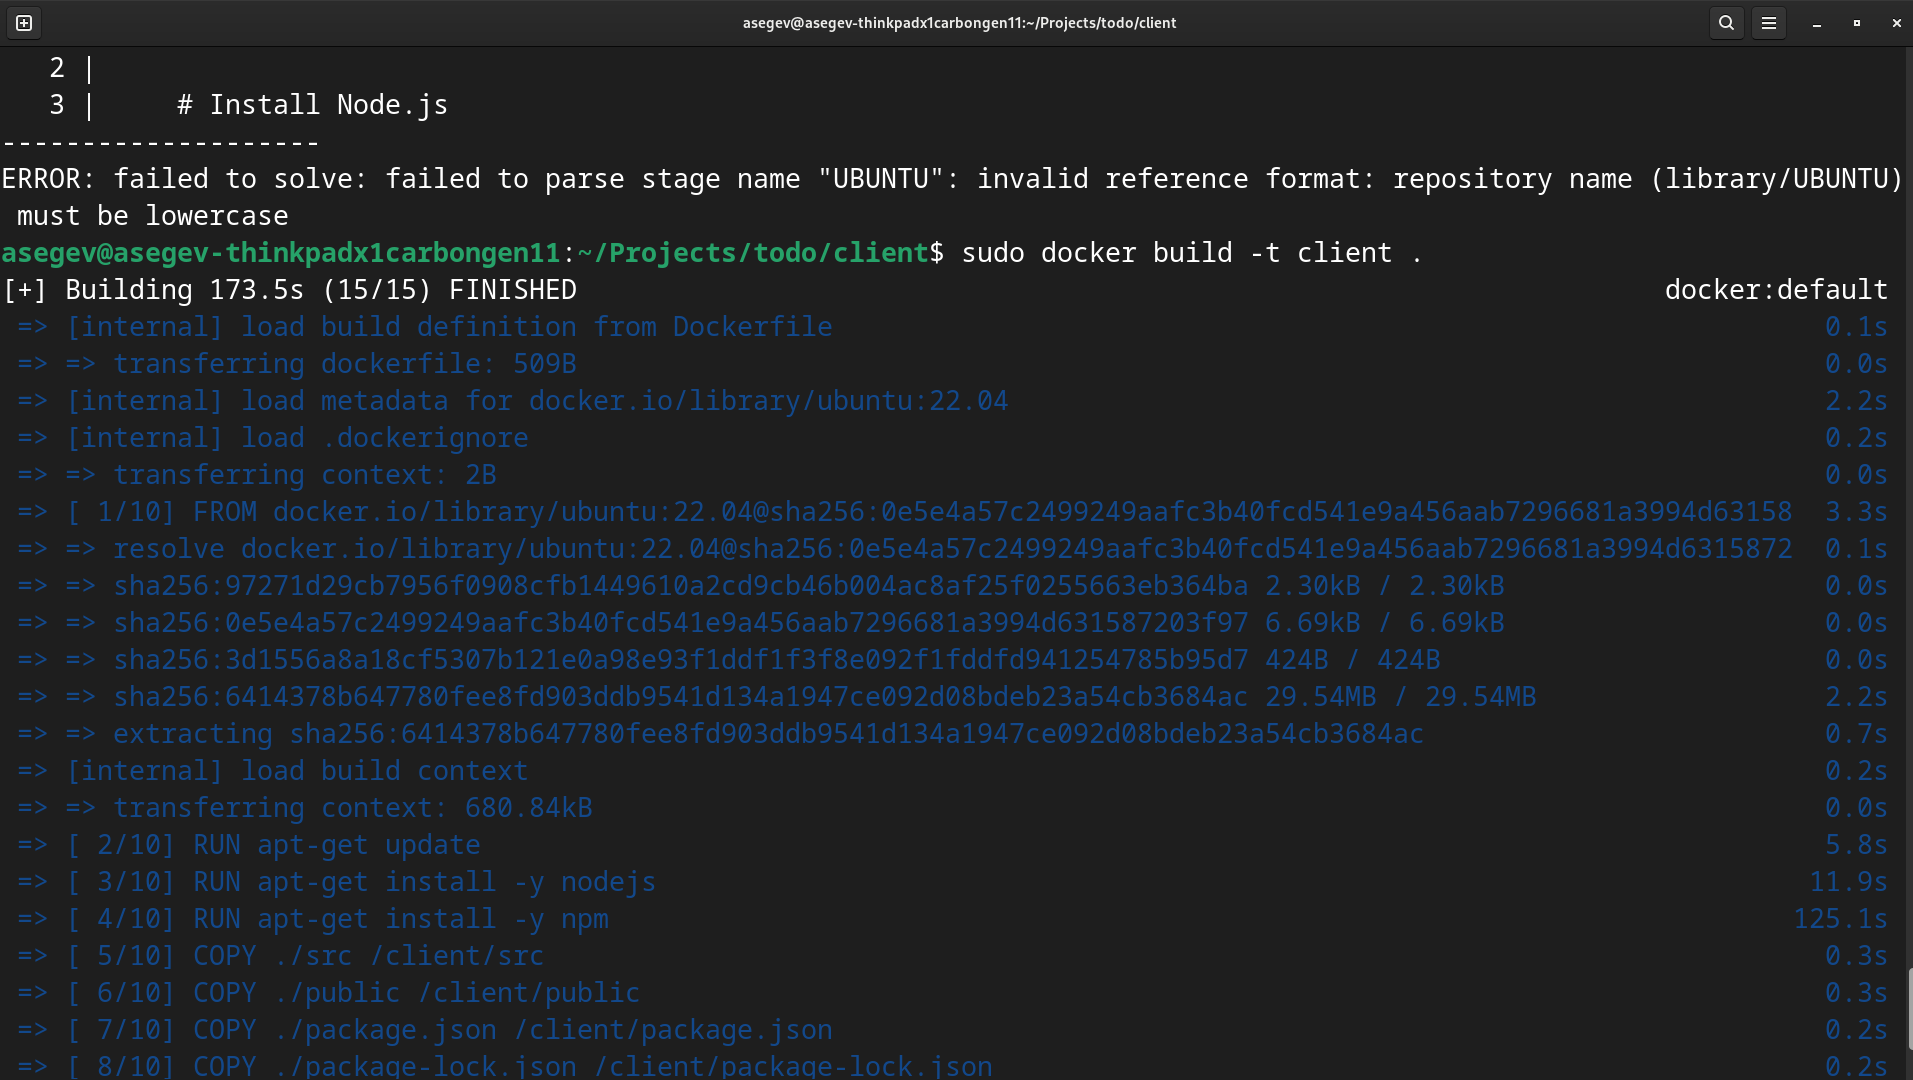 asegev@asegev-thinkpadx1carbongen11:~/Projects/todo/client
2 |
3 |     # Install Node.js
--------------------
ERROR: failed to solve: failed to parse stage name "UBUNTU": invalid reference format: repository name (library/UBUNTU)
 must be lowercase
asegev@asegev-thinkpadx1carbongen11:~/Projects/todo/client$ sudo docker build -t client .
[+] Building 173.5s (15/15) FINISHED docker:default
=> [internal] load build definition from Dockerfile 0.1s
=> => transferring dockerfile: 509B 0.0s
=> [internal] load metadata for docker.io/library/ubuntu:22.04 2.2s
=> [internal] load .dockerignore 0.2s
=> => transferring context: 2B 0.0s
=> [ 1/10] FROM docker.io/library/ubuntu:22.04@sha256:0e5e4a57c2499249aafc3b40fcd541e9a456aab7296681a3994d63158 3.3s
=> => resolve docker.io/library/ubuntu:22.04@sha256:0e5e4a57c2499249aafc3b40fcd541e9a456aab7296681a3994d6315872 0.1s
=> => sha256:97271d29cb7956f0908cfb1449610a2cd9cb46b004ac8af25f0255663eb364ba 2.30kB / 2.30kB 0.0s
=> => sha256:0e5e4a57c2499249aafc3b40fcd541e9a456aab7296681a3994d631587203f97 6.69kB / 6.69kB 0.0s
=> => sha256:3d1556a8a18cf5307b121e0a98e93f1ddf1f3f8e092f1fddfd941254785b95d7 424B / 424B 0.0s
=> => sha256:6414378b647780fee8fd903ddb9541d134a1947ce092d08bdeb23a54cb3684ac 29.54MB / 29.54MB 2.2s
=> => extracting sha256:6414378b647780fee8fd903ddb9541d134a1947ce092d08bdeb23a54cb3684ac 0.7s
=> [internal] load build context 0.2s
=> => transferring context: 680.84kB 0.0s
=> [ 2/10] RUN apt-get update 5.8s
=> [ 3/10] RUN apt-get install -y nodejs 11.9s
=> [ 4/10] RUN apt-get install -y npm 125.1s
=> [ 5/10] COPY ./src /client/src 0.3s
=> [ 6/10] COPY ./public /client/public 0.3s
=> [ 7/10] COPY ./package.json /client/package.json 0.2s
=> [ 8/10] COPY ./package-lock.json /client/package-lock.json 0.2s